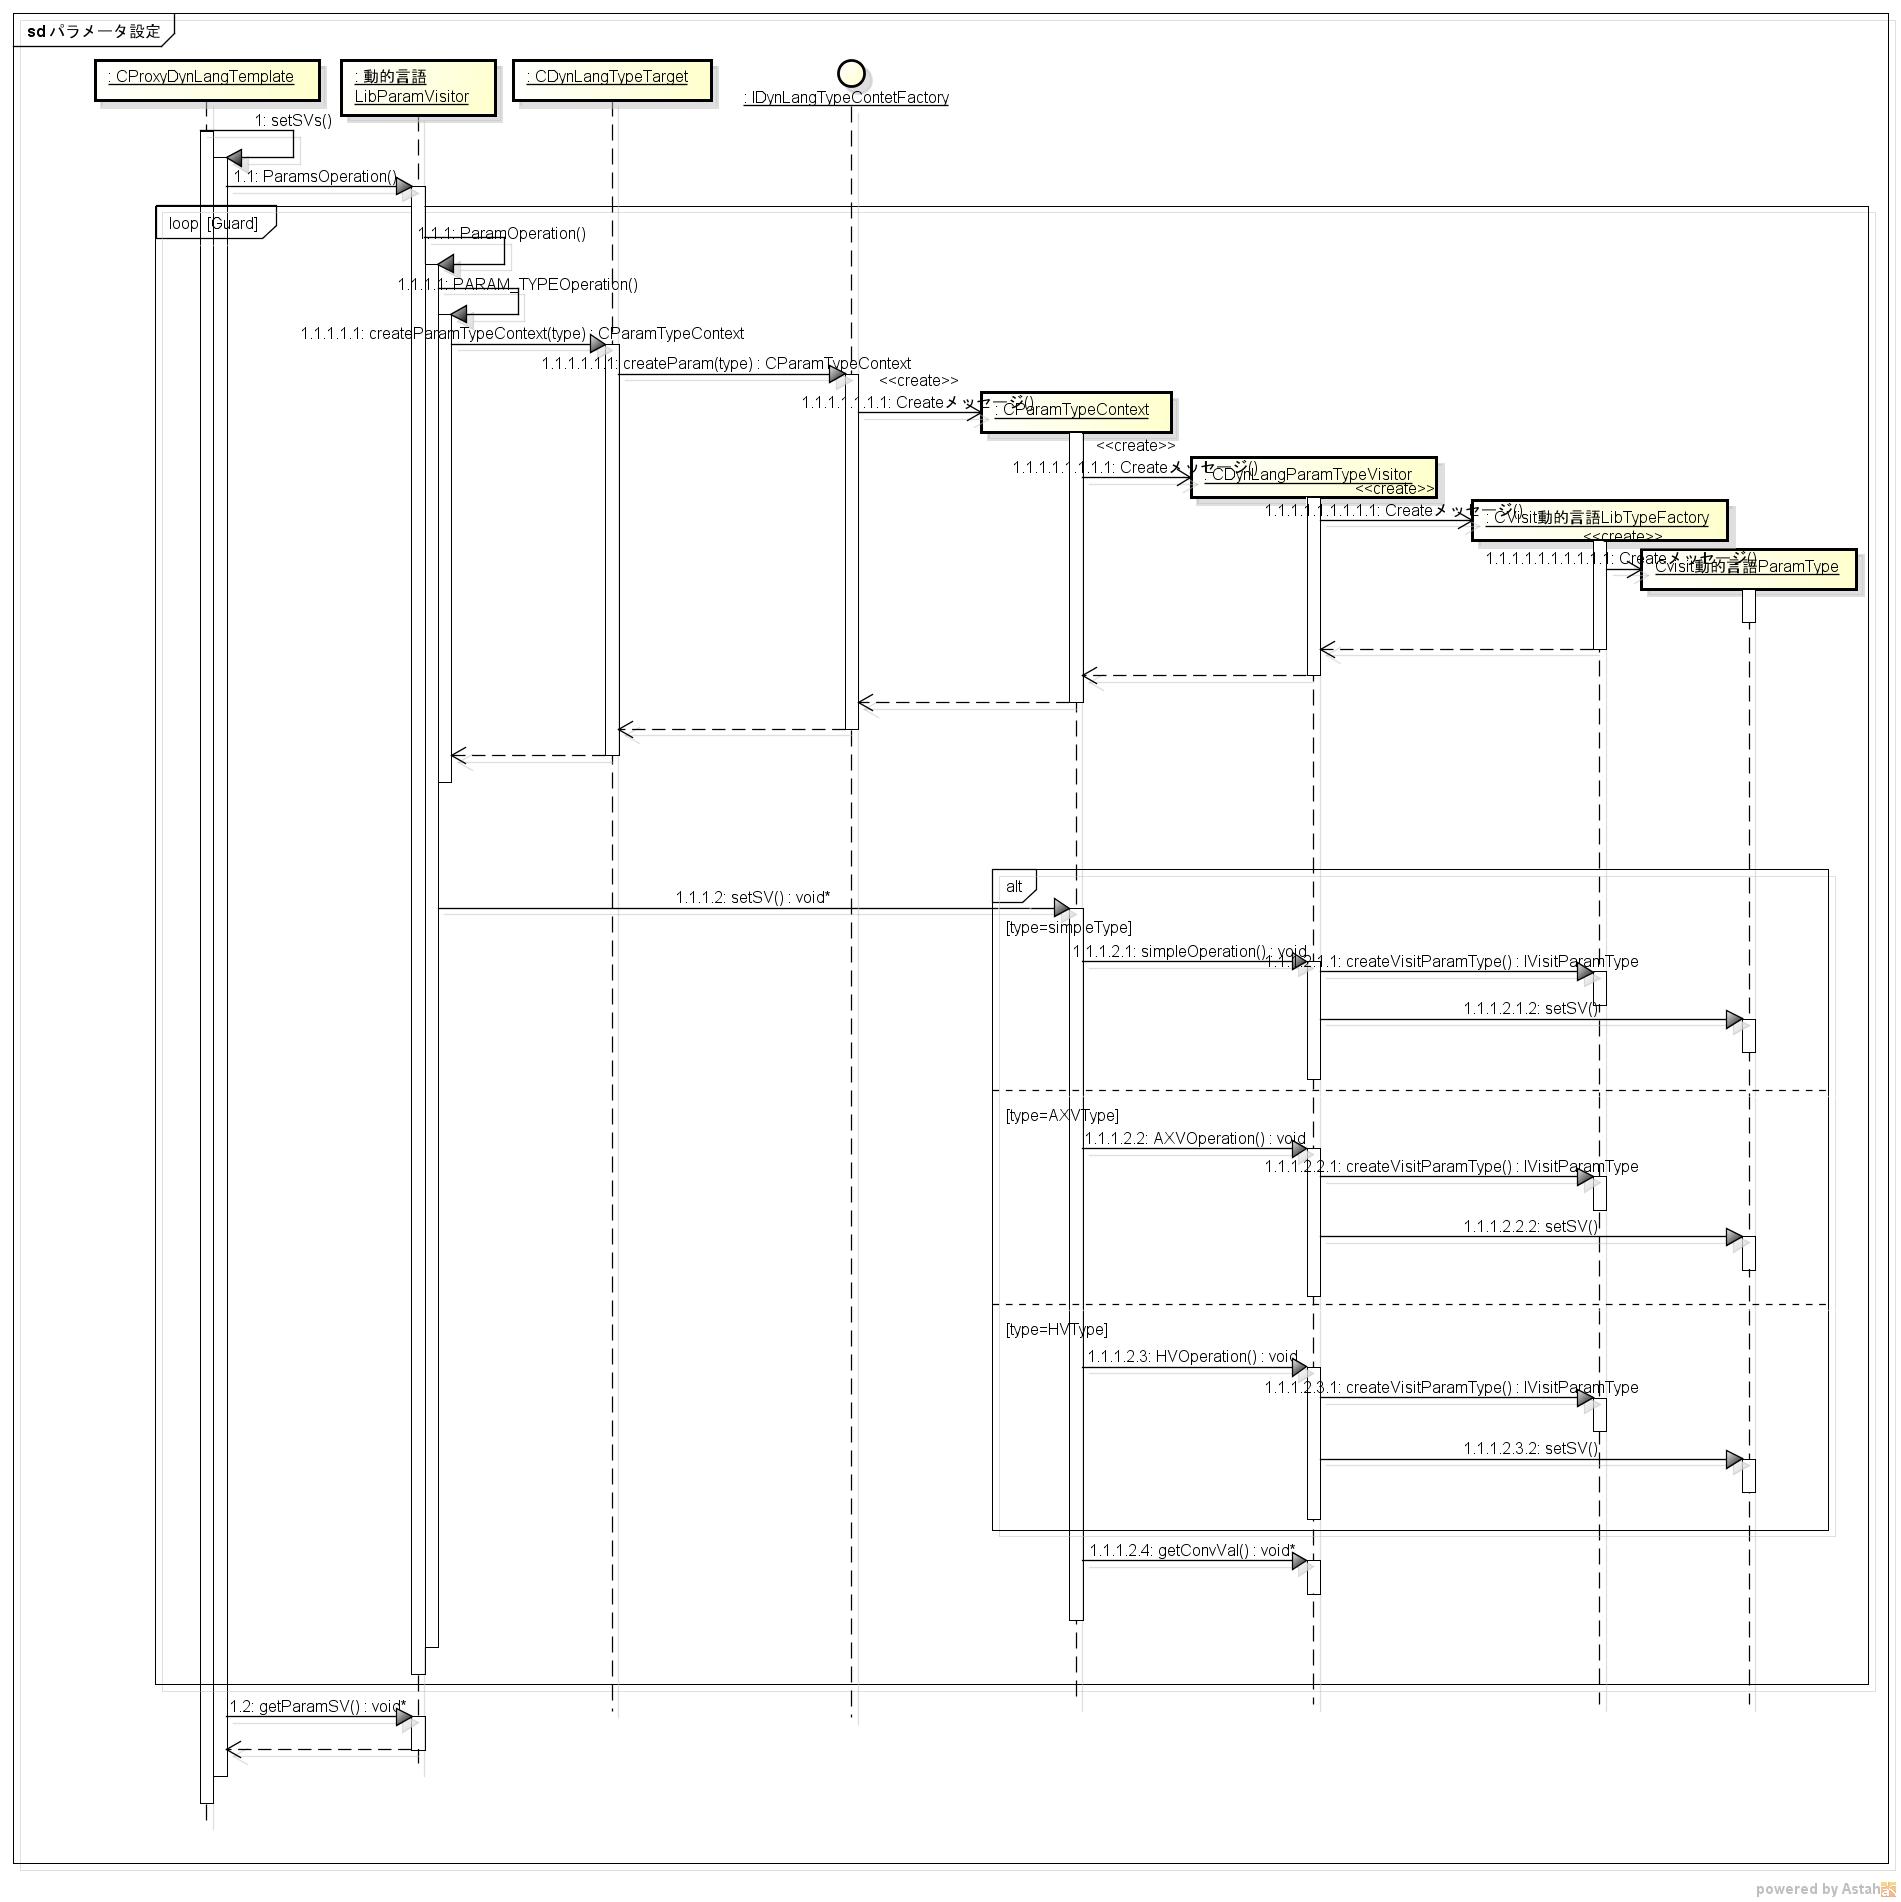 sd パラメータ設定
: CProxyDynLangTemplate
: 動的言語
LibParamVisitor
: CDynLangTypeTarget
: IDynLangTypeContetFactory
1: setSVs()
1.1: ParamsOperation()
loop [Guard]
1.1.1: ParamOperation()
1.1.1.1: PARAM_TYPEOperation()
1.1.1.1.1: createParamTypeContext(type) : CParamTypeContext
1.1.1.1.1.1: createParam(type) : CParamTypeContext
<<create>>
1.1.1.1.1.1.1: Createメッセージ()
: CParamTypeContext
<<create>>
1.1.1.1.1.1.1.1: Createメッセージ()
: CDynLangParamTypeVisitor
<<create>>
1.1.1.1.1.1.1.1.1: Createメッセージ()
: CVisit動的言語LibTypeFactory
<<create>>
1.1.1.1.1.1.1.1.1.1: Createメッセージ()
Cvisit動的言語ParamType
alt
1.1.1.2: setSV() : void*
[type=simpleType]
1.1.1.2.1: simpleOperation() : void
1.1.1.2.1.1: createVisitParamType() : IVisitParamType
1.1.1.2.1.2: setSV()
[type=AXVType]
1.1.1.2.2: AXVOperation() : void
1.1.1.2.2.1: createVisitParamType() : IVisitParamType
1.1.1.2.2.2: setSV()
[type=HVType]
1.1.1.2.3: HVOperation() : void
1.1.1.2.3.1: createVisitParamType() : IVisitParamType
1.1.1.2.3.2: setSV()
1.1.1.2.4: getConvVal() : void*
1.2: getParamSV() : void*
powered by Astah